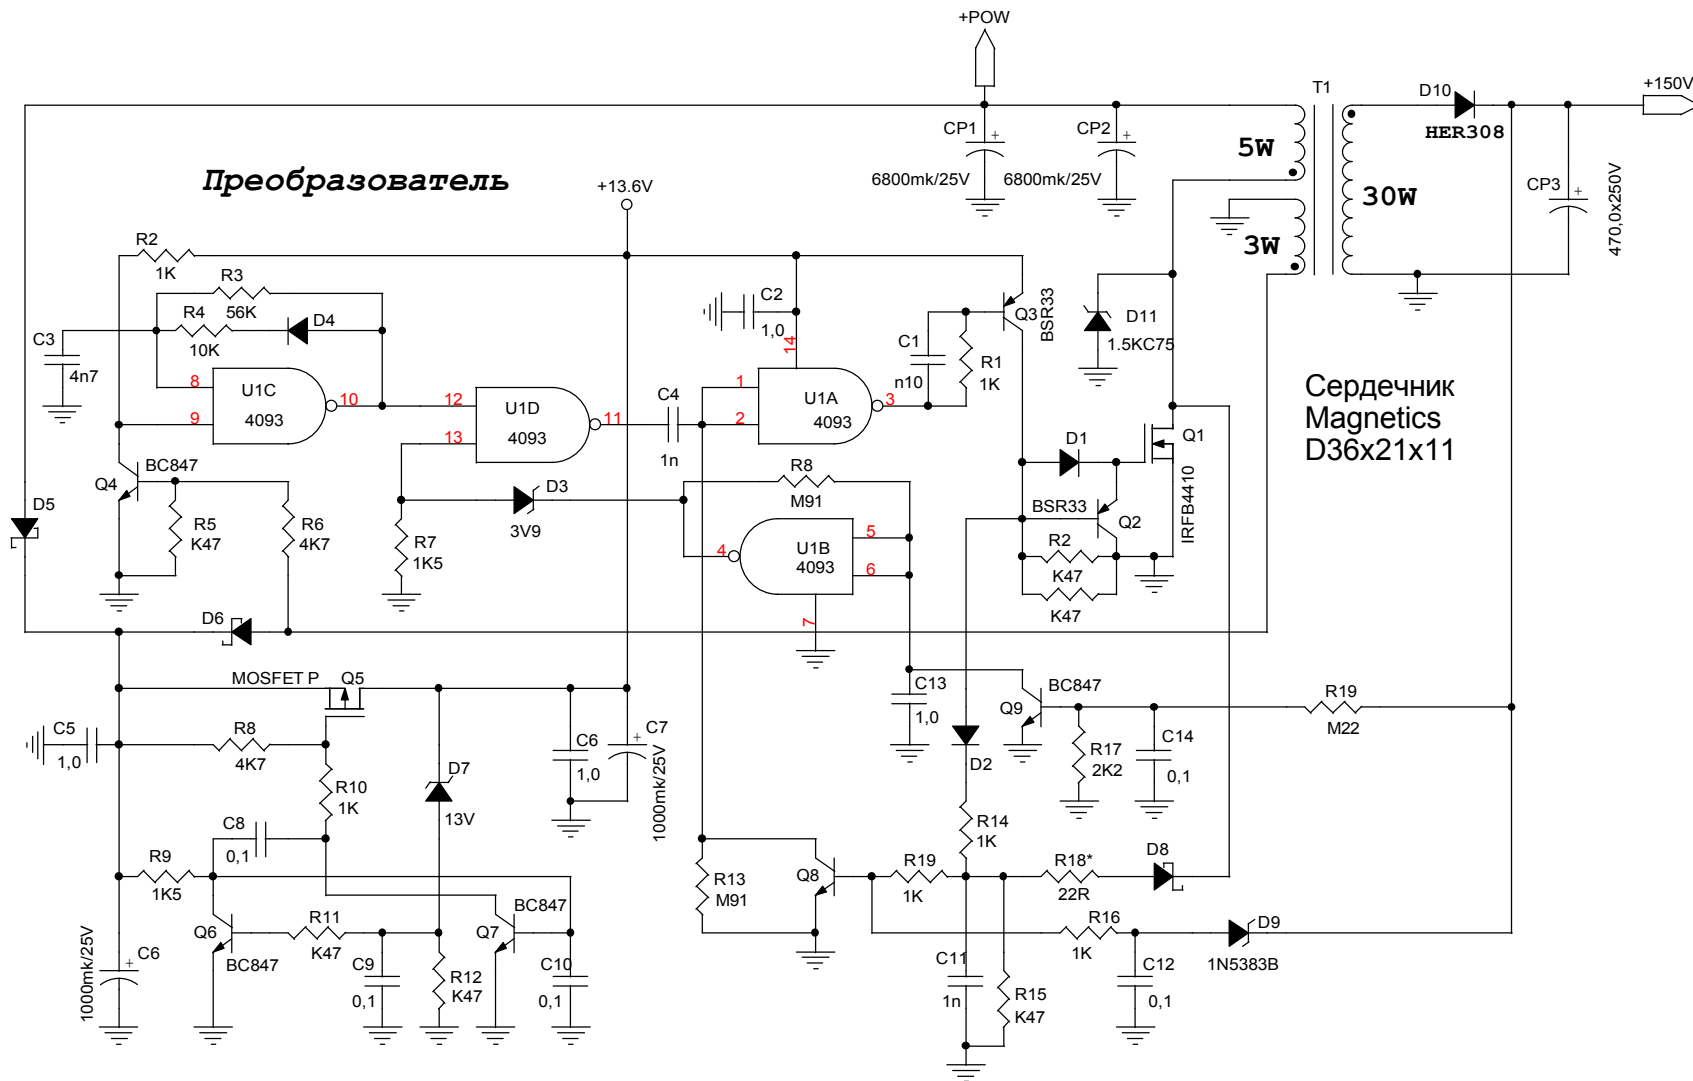 +POW
T1
D10
+150V
HER308
CP1
+
CP2
+
6800mk/25V
6800mk/25V
5W
30W
3W
CP3
+
470,0x250V
Преобразователь
+13.6V
R2
1K
R3
56K
R4
10K
D4
C3
4n7
C2
1,0
14
Q3
BSR33
D11
1.5KC75
C1
n10
R1
1K
8
9
U1C
4093
10
12
13
U1D
4093
11
C4
1n
1
2
U1A
4093
3
Сердечник
Magnetics
D36x21x11
D1
Q1
IRFB4410
BC847
Q4
R5
K47
R6
4K7
D5
D3
3V9
R7
1K5
R8
M91
U1B
4093
4
5
6
7
BSR33
Q2
R2
K47
K47
D6
MOSFET P
Q5
C5
1,0
R8
4K7
R10
1K
D7
13V
C6
1,0
+
C7
1000mk/25V
C13
1,0
BC847
Q9
R19
M22
R17
2K2
C14
0,1
D2
R14
1K
C8
0,1
R9
1K5
R13
M91
Q8
R19
1K
R18*
22R
D8
R16
1K
D9
1N5383B
Q6
BC847
R11
K47
C9
0,1
R12
K47
Q7
BC847
C10
0,1
C11
1n
R15
K47
C12
0,1
+
C6
1000mk/25V